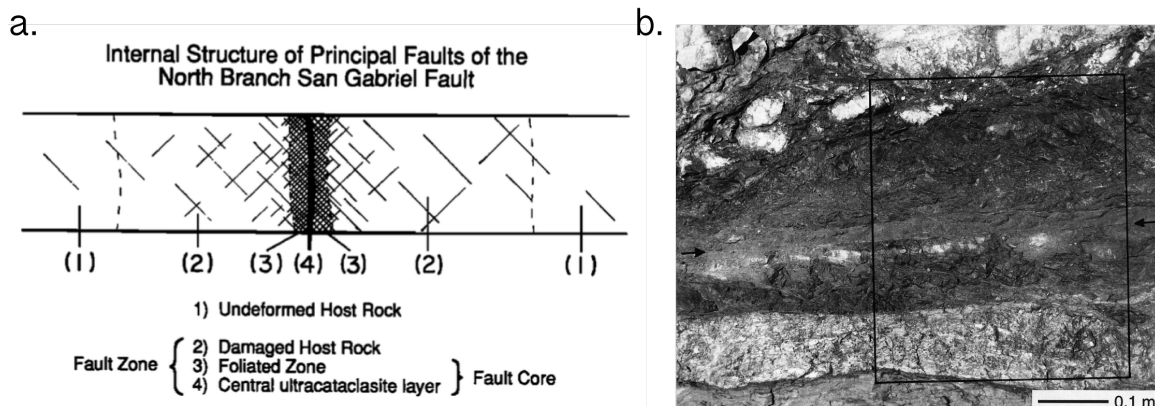 a.
Internal Structure of Principal Faults of the
North Branch San Gabriel Fault
(1) (2) (3) (4) (3) (2) (1)
1) Undeformed Host Rock
Fault Zone { 2) Damaged Host Rock
3) Foliated Zone
4) Central ultracataclasite layer } Fault Core
b.
0.1 m